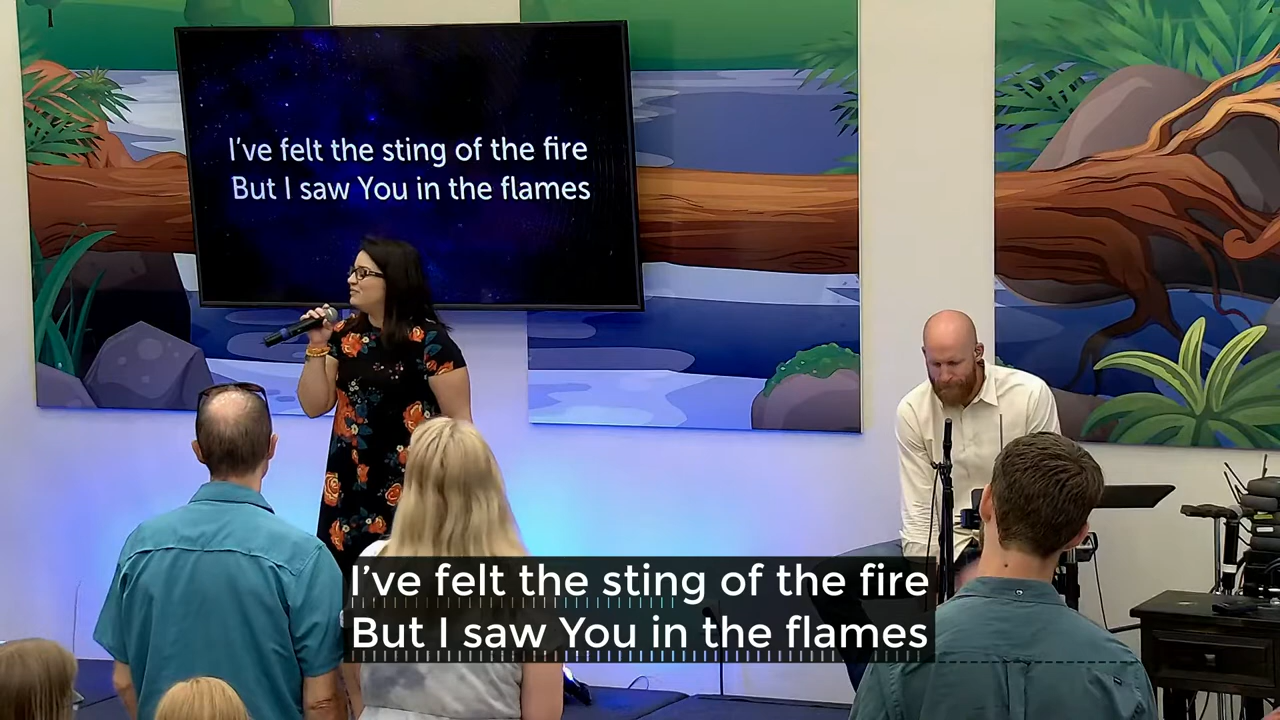 I've felt the sting of the fire
But I saw You in the flames
I've felt the sting of the fire
But I saw You in the flames